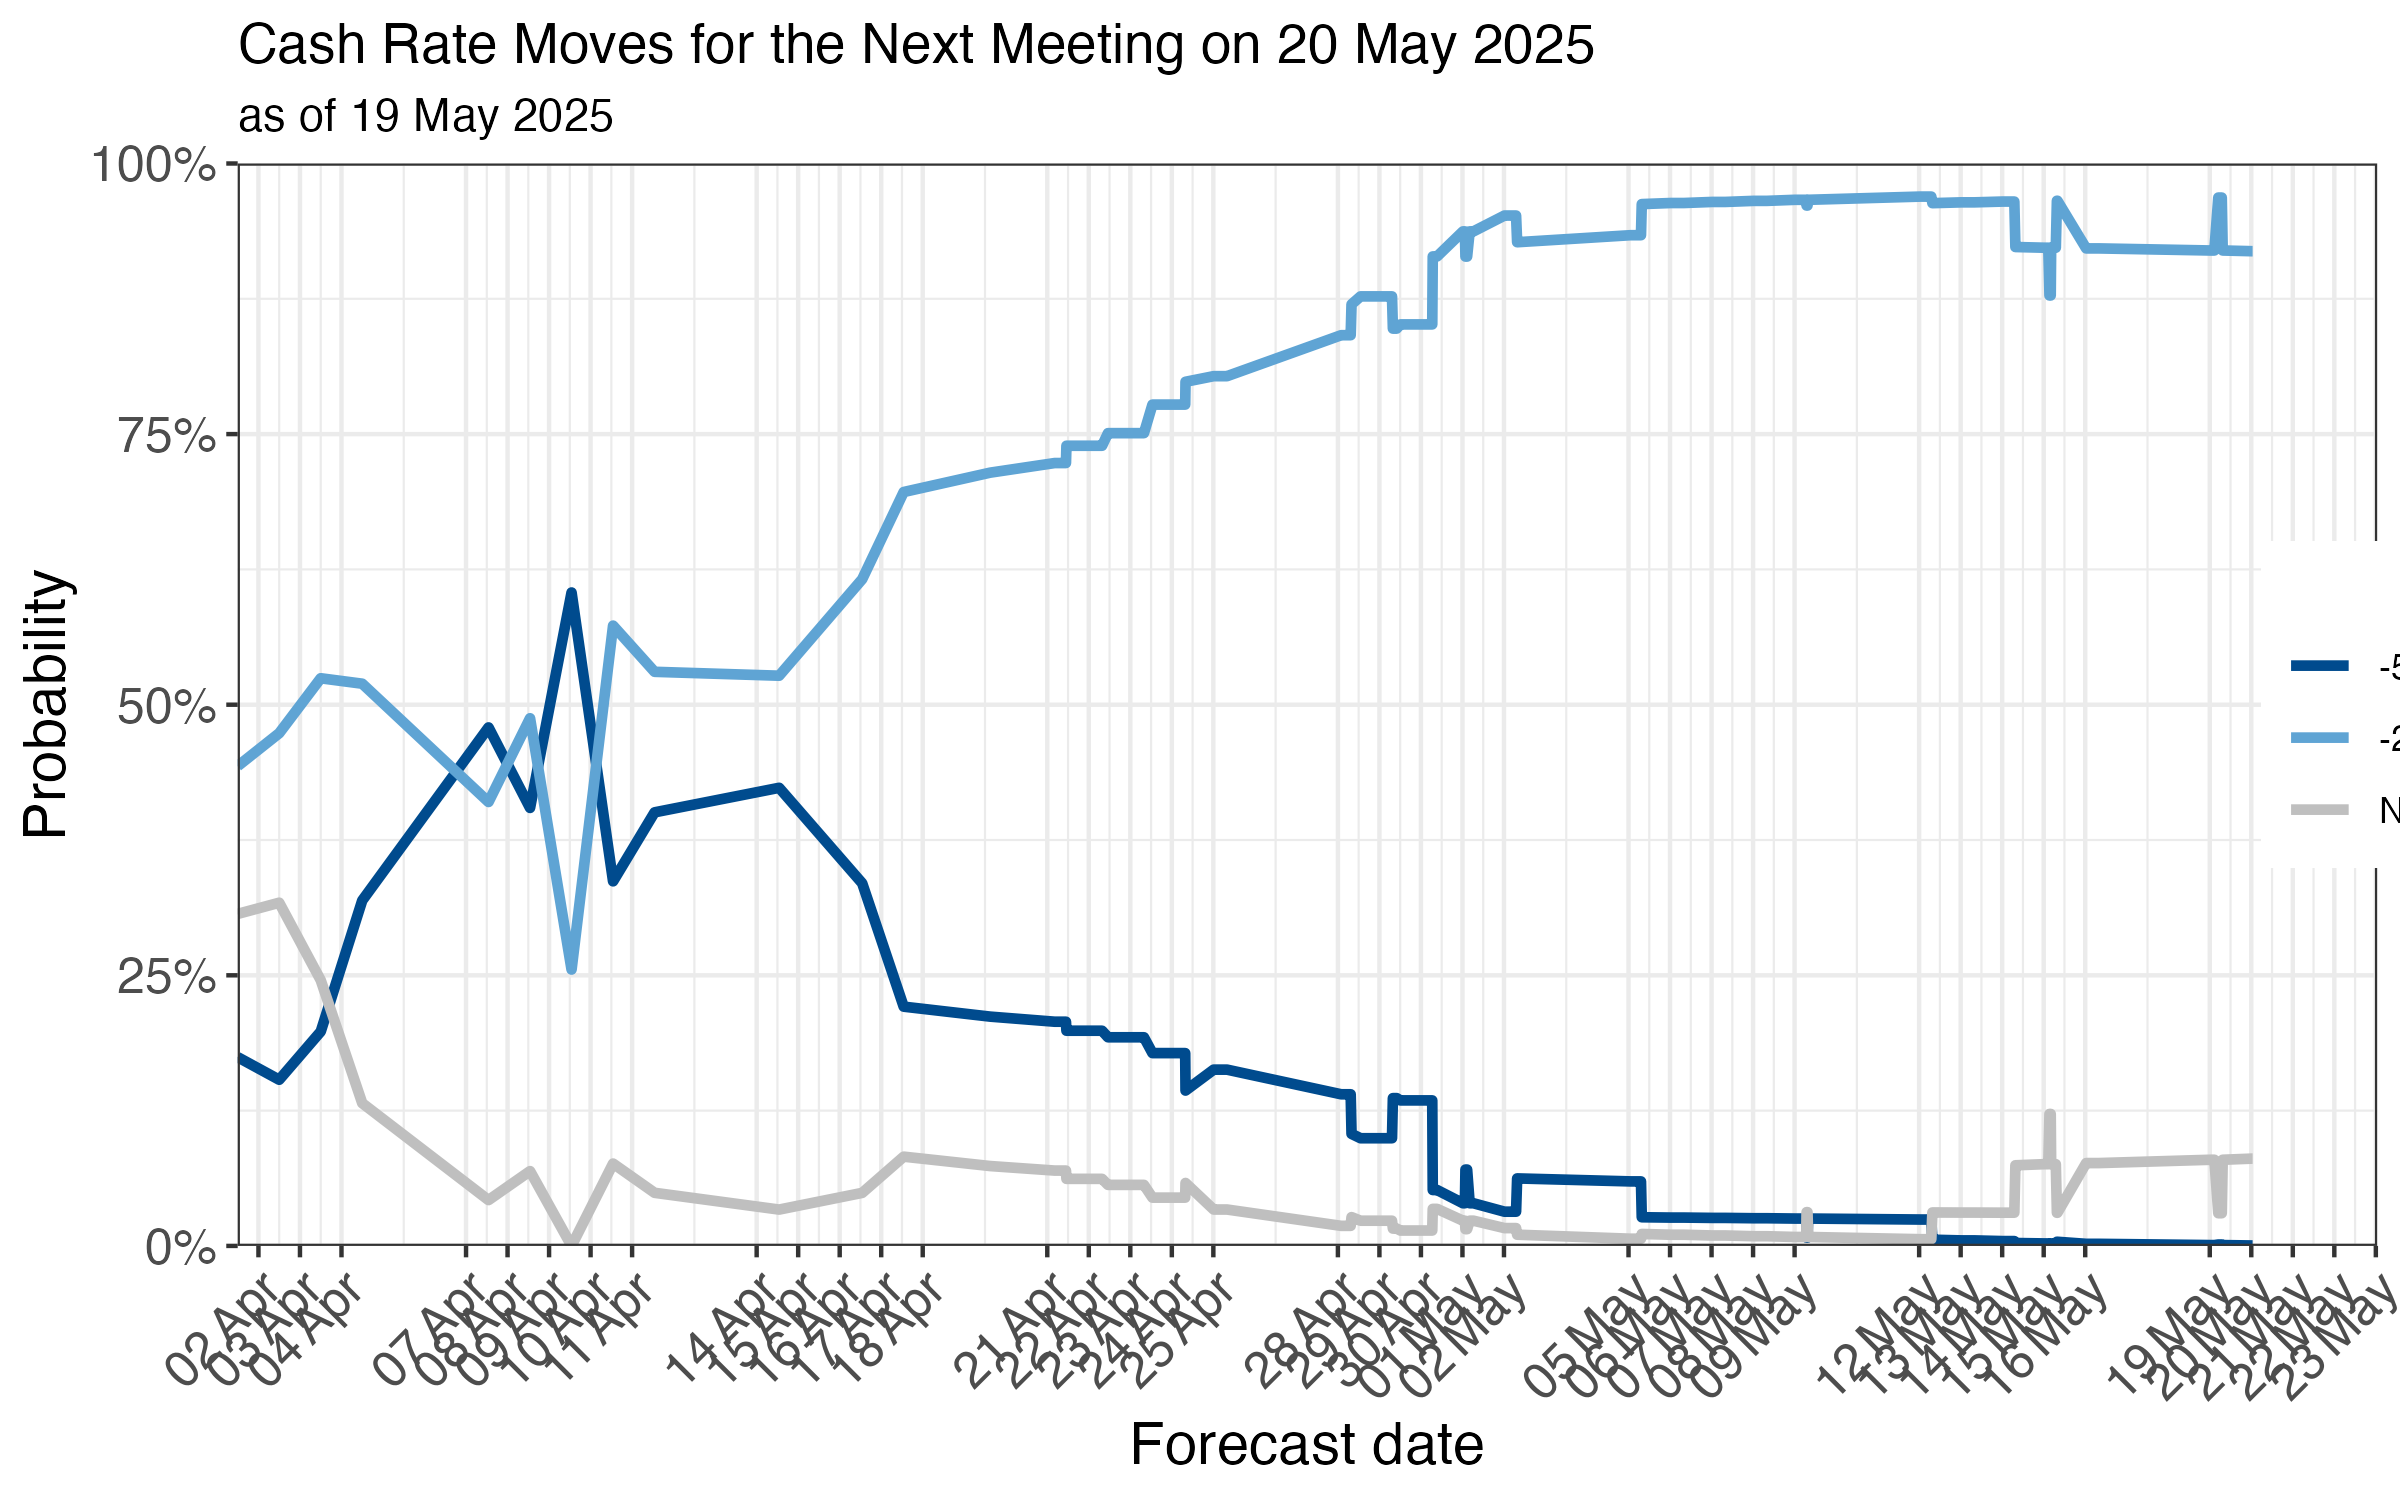 Cash Rate Moves for the Next Meeting on 20 May 2025
as of 19 May 2025
100%
75%
50%
25%
0%
Probability
-5
-2
N
02 Apr
03 Apr
04 Apr
07 Apr
08 Apr
09 Apr
10 Apr
11 Apr
14 Apr
15 Apr
16 Apr
17 Apr
18 Apr
21 Apr
22 Apr
23 Apr
24 Apr
25 Apr
28 Apr
29 Apr
30 Apr
01 May
02 May
05 May
06 May
07 May
08 May
09 May
12 May
13 May
14 May
15 May
16 May
19 May
20 May
21 May
22 May
23 May
Forecast date